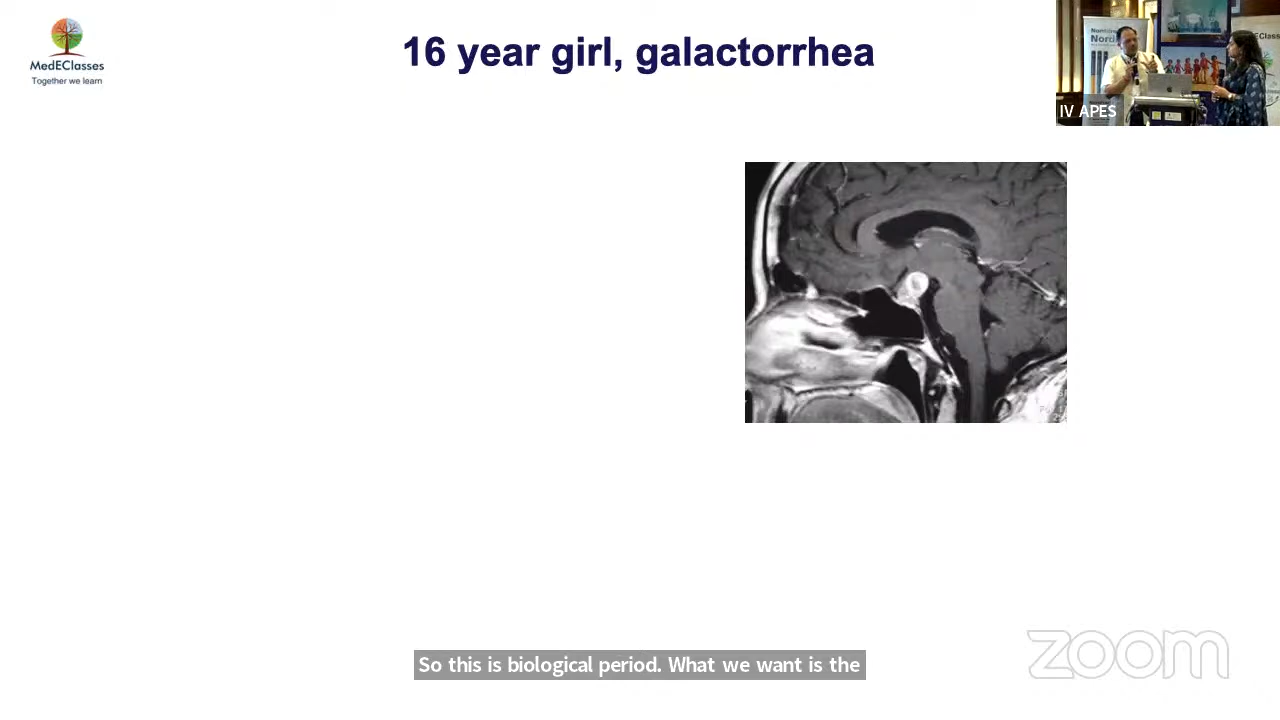 MedEClasses
Together we learn
16 year girl, galactorrhea
IV APES
So this is biological period. What we want is the
zoom